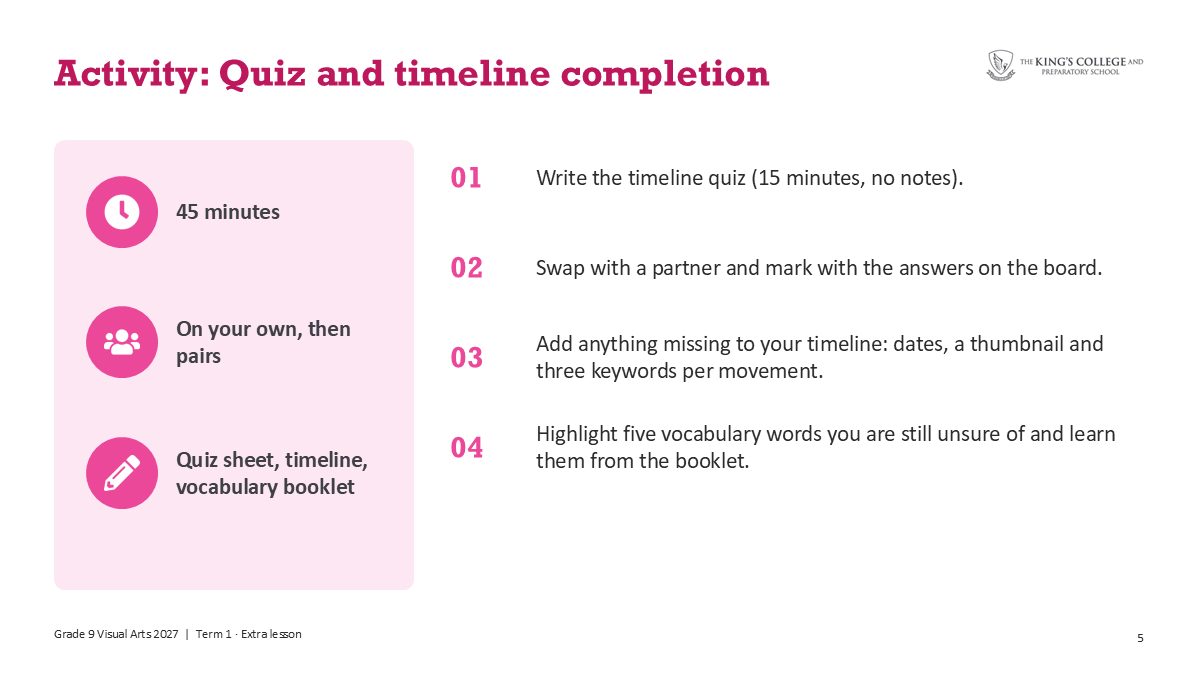 Activity: Quiz and timeline completion
THE KING'S COLLEGE AND
PREPARATORY SCHOOL
45 minutes
On your own, then
pairs
Quiz sheet, timeline,
vocabulary booklet
01
Write the timeline quiz (15 minutes, no notes).
02
Swap with a partner and mark with the answers on the board.
03
Add anything missing to your timeline: dates, a thumbnail and
three keywords per movement.
04
Highlight five vocabulary words you are still unsure of and learn
them from the booklet.
Grade 9 Visual Arts 2027 | Term 1 · Extra lesson
5